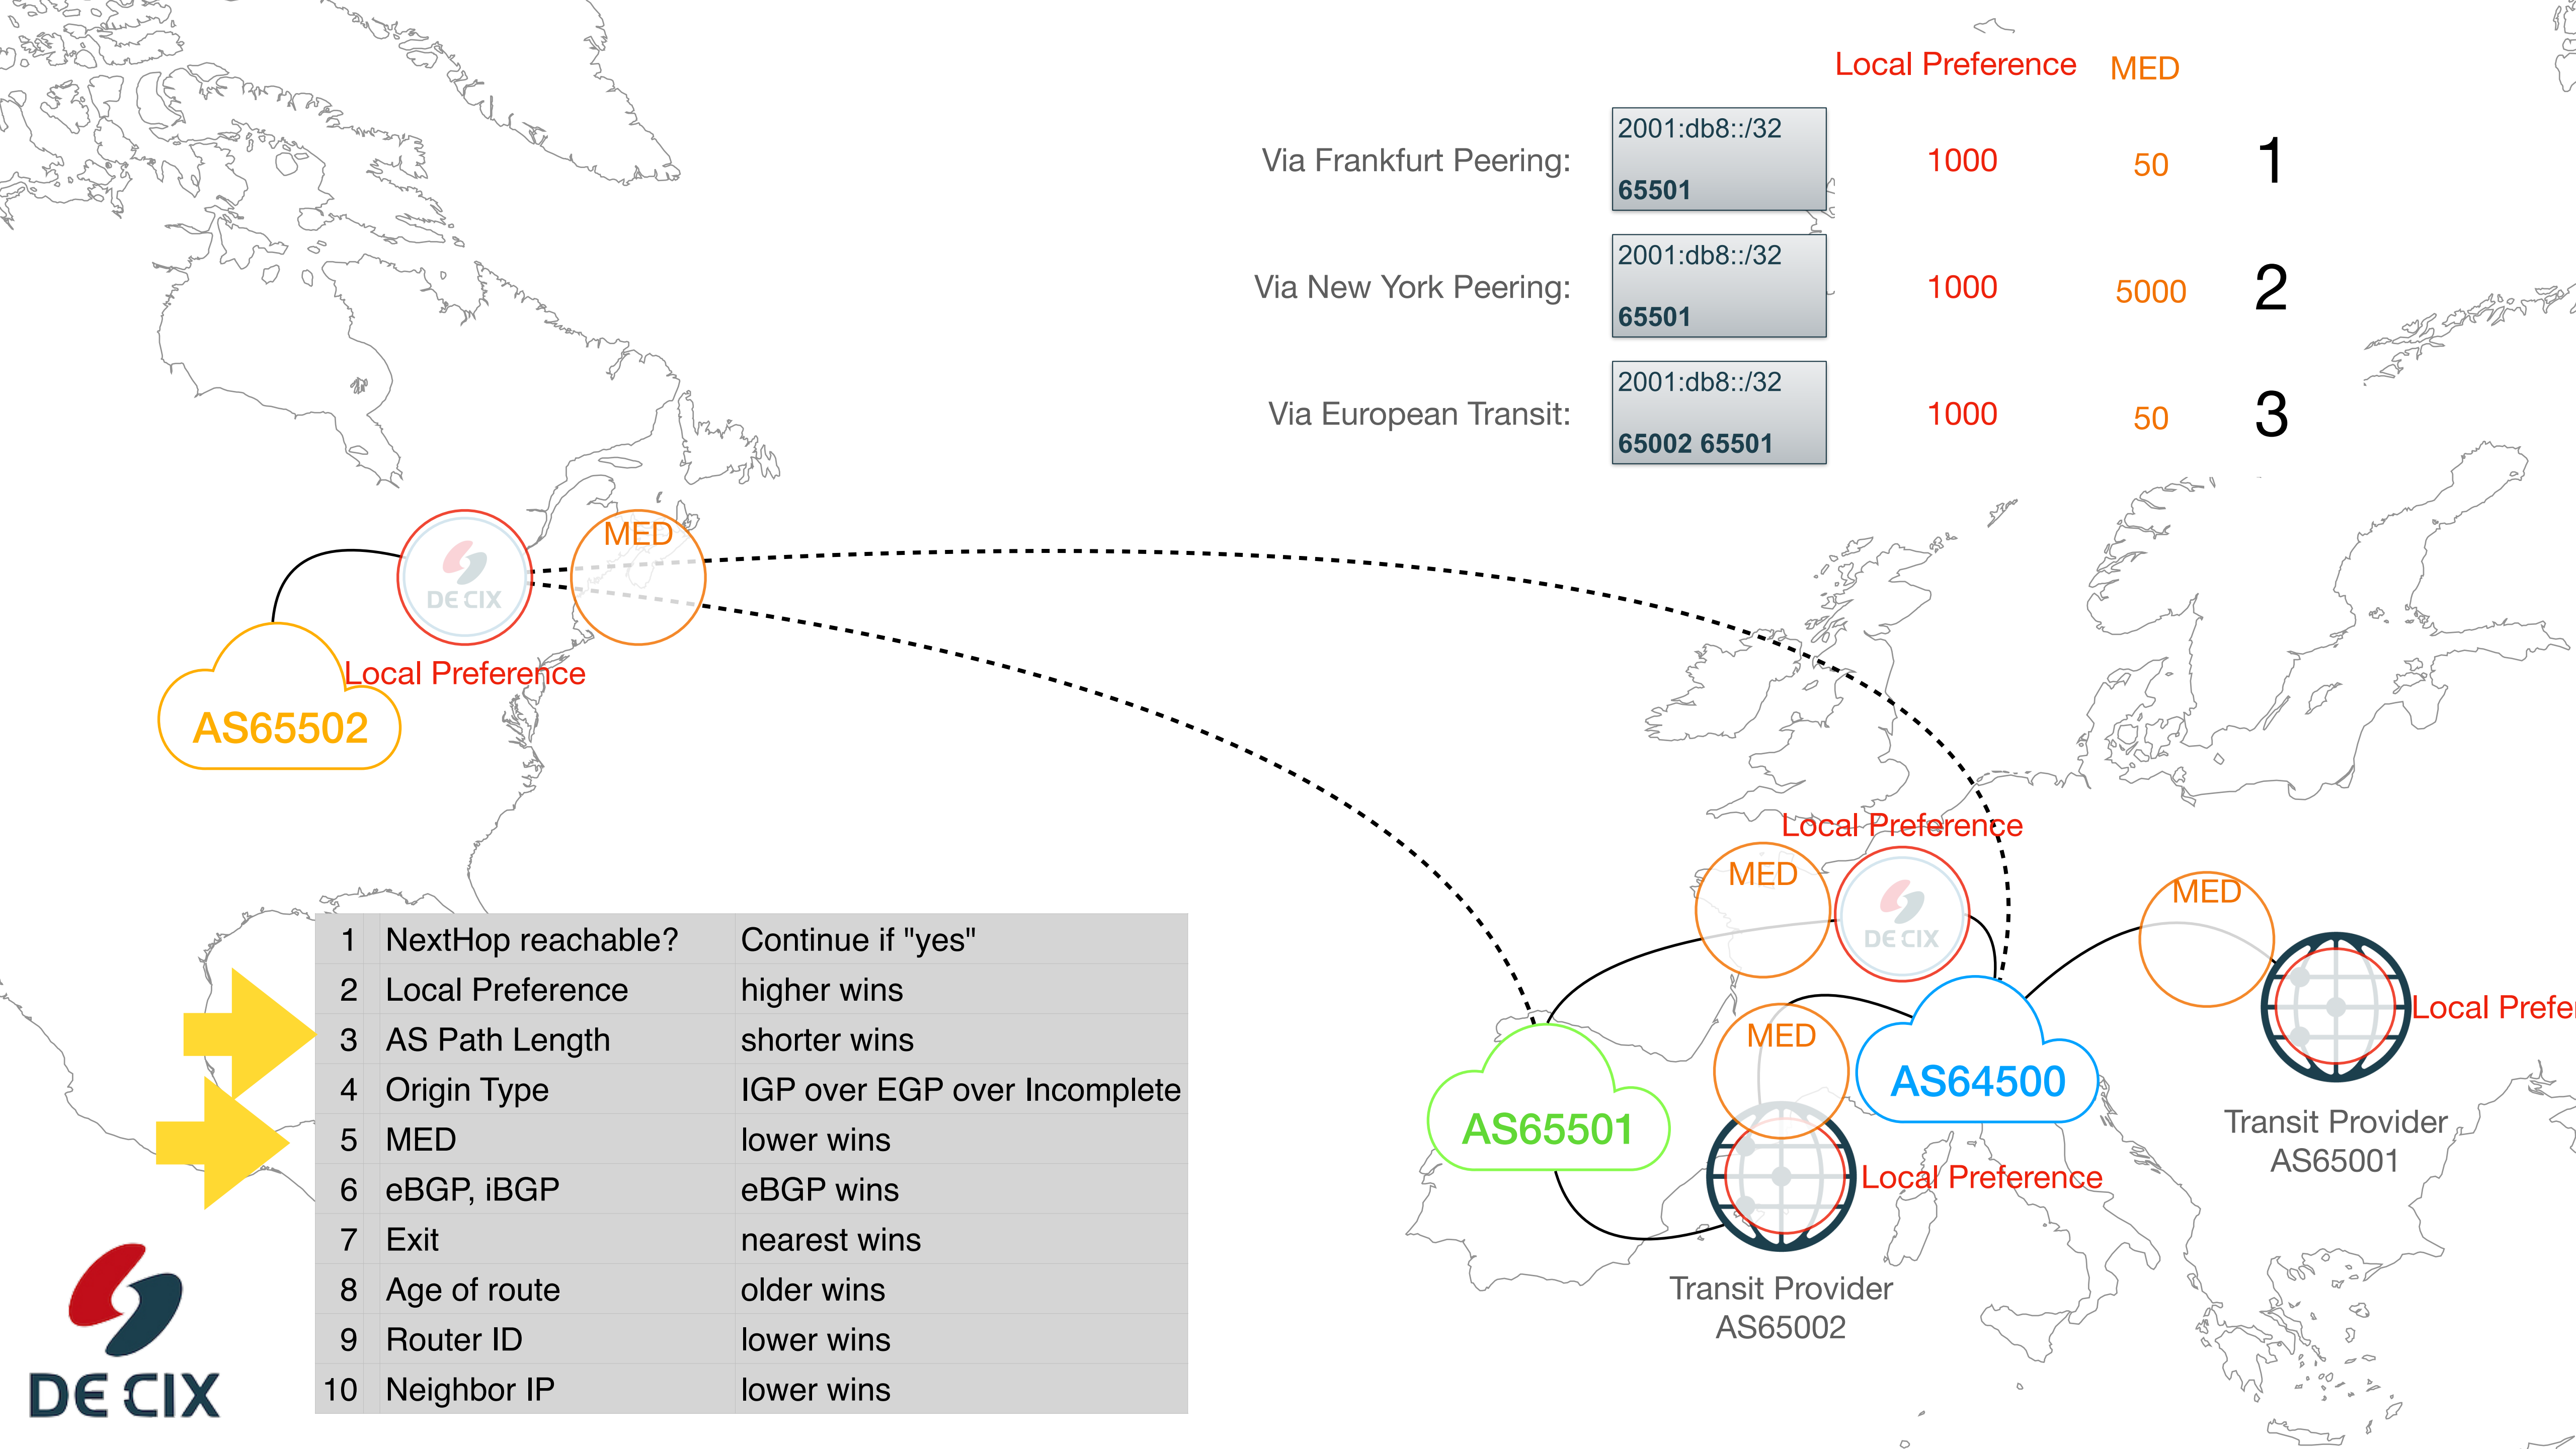 Local Preference MED
Via Frankfurt Peering: 2001:db8::/32 65501 1000 50 1
Via New York Peering: 2001:db8::/32 65501 1000 5000 2
Via European Transit: 2001:db8::/32 65002 65501 1000 50 3
MED
DE CIX
Local Preference
AS65502
Local Preference
MED
DE CIX
MED
MED
AS64500
AS65501
Local Prefe
Local Preference
Transit Provider
AS65001
Transit Provider
AS65002
1 NextHop reachable? Continue if "yes"
2 Local Preference higher wins
3 AS Path Length shorter wins
4 Origin Type IGP over EGP over Incomplete
5 MED lower wins
6 eBGP, iBGP eBGP wins
7 Exit nearest wins
8 Age of route older wins
9 Router ID lower wins
10 Neighbor IP lower wins
DE CIX